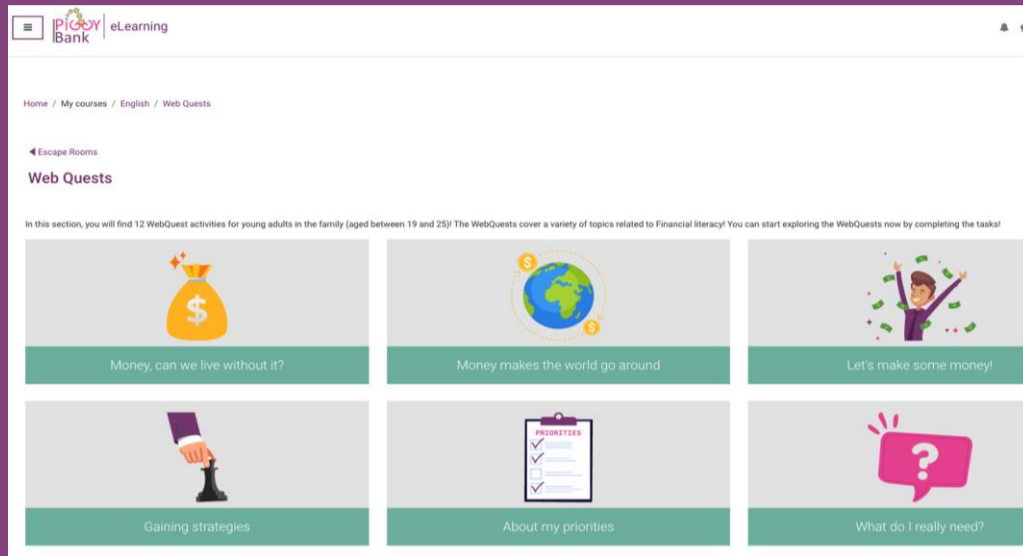 PiGGY
Bank
eLearning
Home / My courses / English / Web Quests
Escape Rooms
Web Quests
In this section, you will find 12 WebQuest activities for young adults in the family (aged between 19 and 25)! The WebQuests cover a variety of topics related to Financial literacy! You can start exploring the WebQuests now by completing the tasks!
$
$
$
Money, can we live without it?
Money makes the world go around
Let's make some money!
PRIORITIES
?
Gaining strategies
About my priorities
What do I really need?